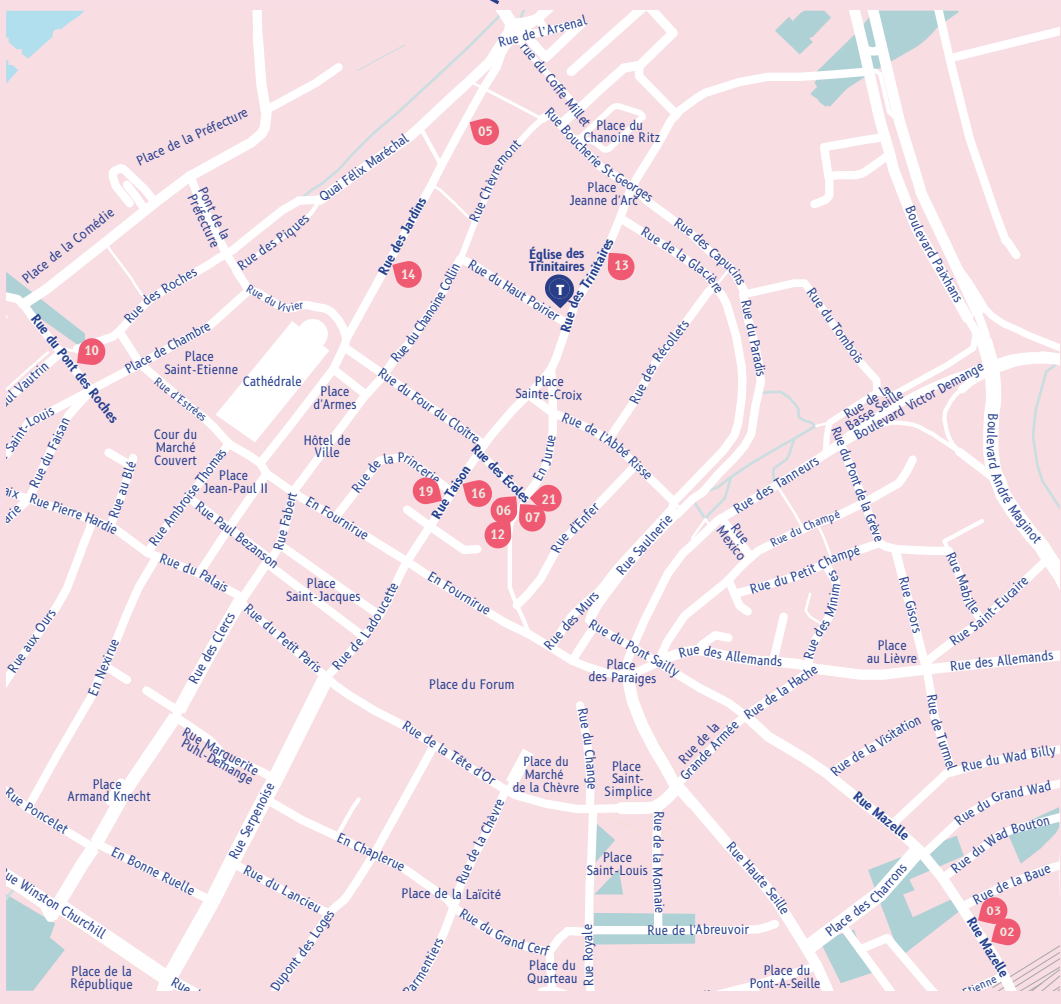 Rue de l'Arsenal
rue du Coffe Millet
Rue Boucherie St-Georges
Place du
Chanoine Ritz
05
Place de la Préfecture
Quai Félix Maréchal
Rue Chèvremont
Place
Jeanne d'Arc
Pont de la
Préfecture
Rue des Jardins
Place de la Comédie
Rue des Piques
Rue des Capucins
Rue de la Glacière
Boulevard Paixhans
Église des
Trinitaires
T
Rue des Trinitaires
13
14
Rue du Haut Poirier
Rue des Roches
Rue du Vivier
Rue du Chanoine Collin
Rue du Tombois
Rue du Paradis
Rue du Pont des Roches
10
Place de Chambre
Place
Saint-Etienne
Cathédrale
Rue des Récollets
Rue d'Estrées
Place
d'Armes
Rue du Four du Cloître
Place
Sainte-Croix
Rue de la
Basse Seille
Boulevard Victor Demange
Saint-Louis
Rue du Faisan
Cour du
Marché
Couvert
Hôtel de
Ville
Rue de l'Abbé Risse
Boulevard André Maginot
Rue de la Princerie
Rue Taison
Rue des Écoles
En Jurue
Rue du Pont de la Grève
Rue des Tanneurs
Rue au Blé
Rue Ambroise Thomas
Place
Jean-Paul II
19
16
06
21
07
12
Rue Pierre Hardie
Rue Paul Bezanson
Rue Fabert
En Fournirue
Rue d'Enfer
Rue Saulnerie
Rue
Mexico
Rue du Champé
Rue du Petit Champé
Rue du Palais
Place
Saint-Jacques
En Fournirue
Rue des Murs
Rue des Minimes
Rue Gisors
Rue Mabille
Rue Saint-Eucaire
Rue aux Ours
En Nexirue
Rue des Clercs
Rue du Petit Paris
Rue de Ladoucette
Rue du Pont Sailly
Rue des Allemands
Place
au Lièvre
Rue des Allemands
Place
des Paraiges
Place du Forum
Rue de la Hache
Rue de la
Grande Armée
Rue de Turmel
Rue Marguerite
Puhl-Demange
Rue de la Tête d'Or
Rue du Change
Rue de la Visitation
Rue du Wad Billy
Place du
Marché
de la Chèvre
Place
Saint-
Simplice
Place
Armand Knecht
Rue Serpenoise
Rue Mazelle
Rue du Grand Wad
Rue Poncelet
En Chaplerue
Rue de la Chèvre
Rue de la Monnaie
Rue du Wad Bouton
En Bonne Ruelle
Rue du Lancieu
Place
Saint-Louis
Rue Haute Seille
Rue de la Baue
Place de la Laïcité
Place des Charrons
03
02
Rue Mazelle
Rue Winston Churchill
Rue du Grand Cerf
Rue de l'Abreuvoir
Dupont des Loges
Parmentiers
Rue Royale
Place de la
République
Place du
Quarteau
Place du
Pont-A-Seille
Etienne